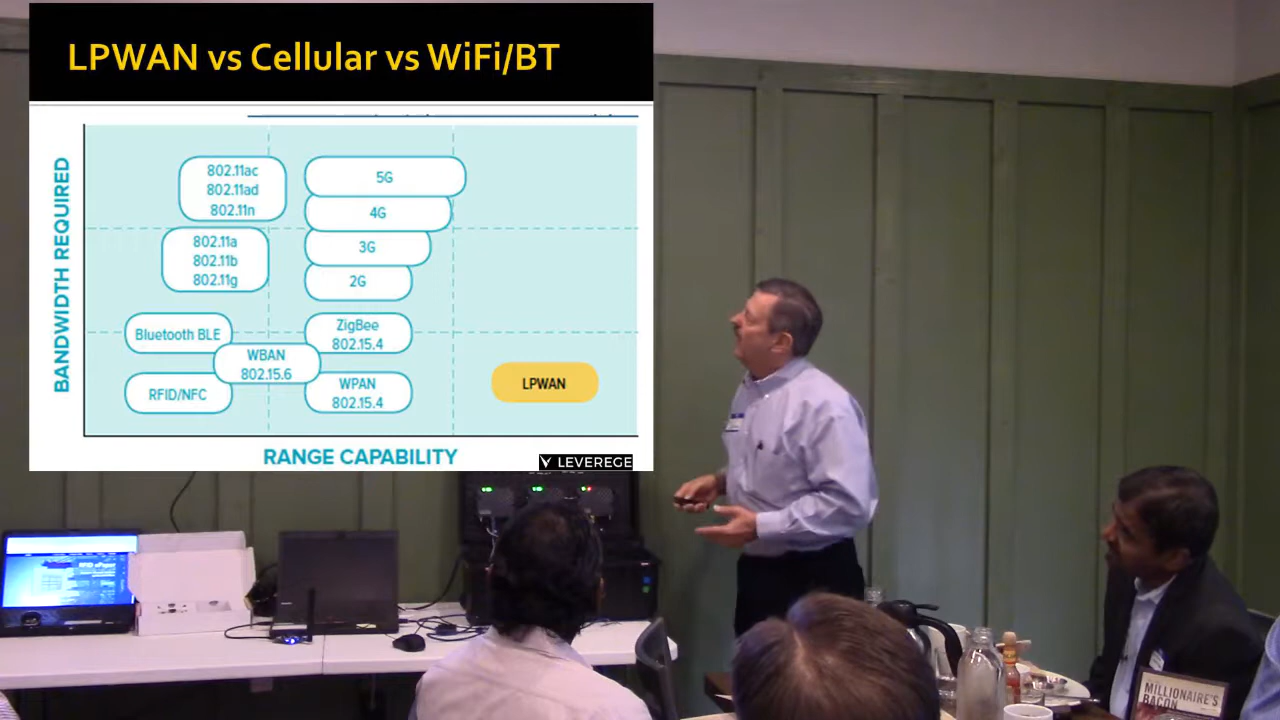 LPWAN vs Cellular vs WiFi/BT
BANDWIDTH REQUIRED
802.11ac
802.11ad
802.11n
5G
4G
802.11a
802.11b
802.11g
3G
2G
Bluetooth BLE
ZigBee
802.15.4
WBAN
802.15.6
RFID/NFC
WPAN
802.15.4
LPWAN
RANGE CAPABILITY
LEVEREGE
MILLIONAIRE'S
BACON